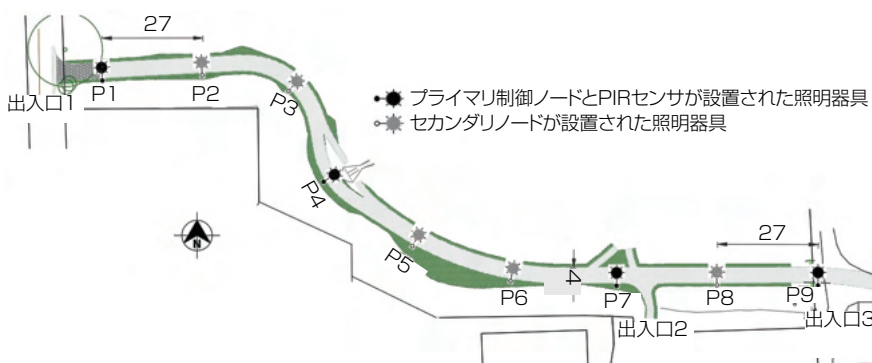 27
出入口1
P1
P2
P3
プライマリ制御ノードとPIRセンサが設置された照明器具
セカンダリノードが設置された照明器具
P4
N
P5
P6
4
P7
27
P8
P9
出入口2
出入口3